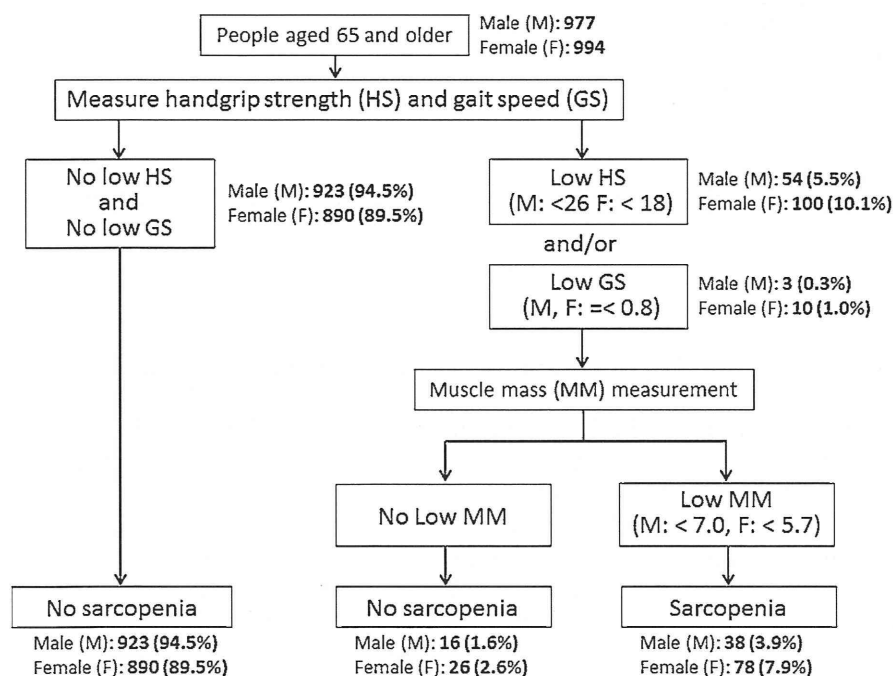 People aged 65 and older
Male (M): 977
Female (F): 994
Measure handgrip strength (HS) and gait speed (GS)
No low HS
and
No low GS
Male (M): 923 (94.5%)
Female (F): 890 (89.5%)
Low HS
(M: <26 F: < 18)
Male (M): 54 (5.5%)
Female (F): 100 (10.1%)
and/or
Low GS
(M, F: =< 0.8)
Male (M): 3 (0.3%)
Female (F): 10 (1.0%)
Muscle mass (MM) measurement
No Low MM
Low MM
(M: < 7.0, F: < 5.7)
No sarcopenia
Male (M): 923 (94.5%)
Female (F): 890 (89.5%)
No sarcopenia
Male (M): 16 (1.6%)
Female (F): 26 (2.6%)
Sarcopenia
Male (M): 38 (3.9%)
Female (F): 78 (7.9%)